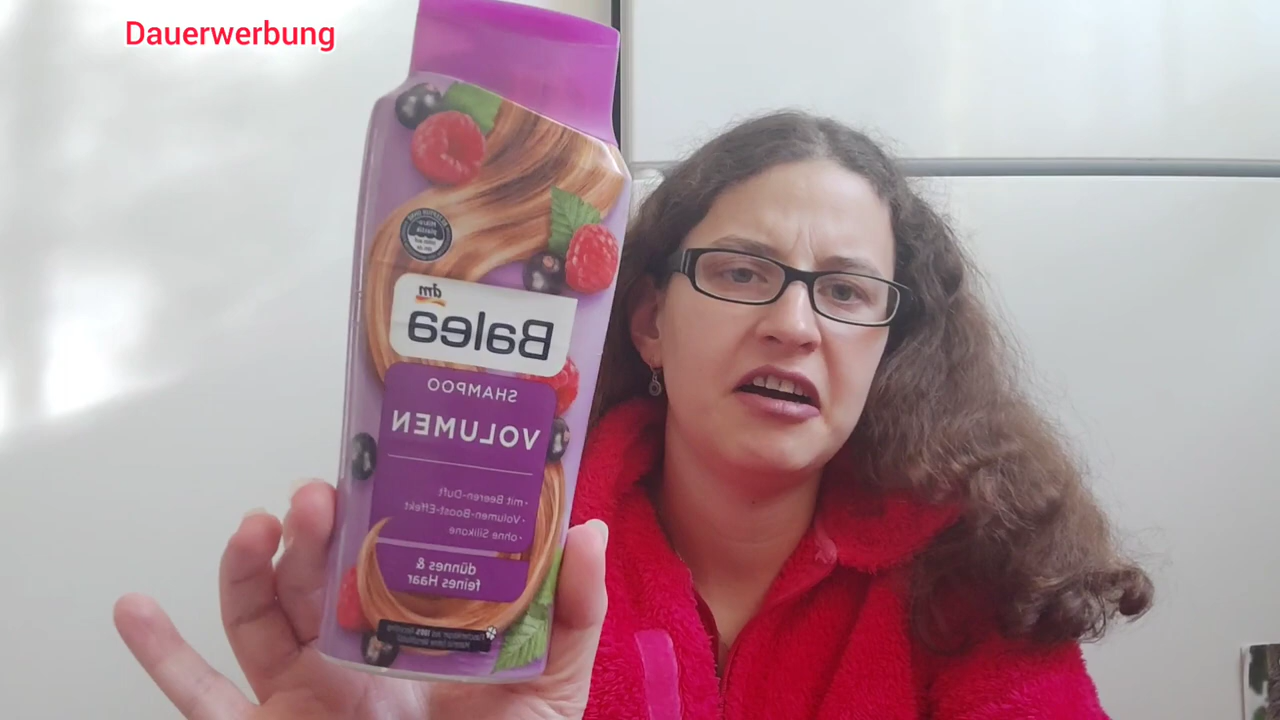 Dauerwerbung
dm
Balea
SHAMPOO
VOLUMEN
• mit Beeren-Duft
• Volumen-Boost-Effekt
• ohne Silikone
dünnes &
feines Haar